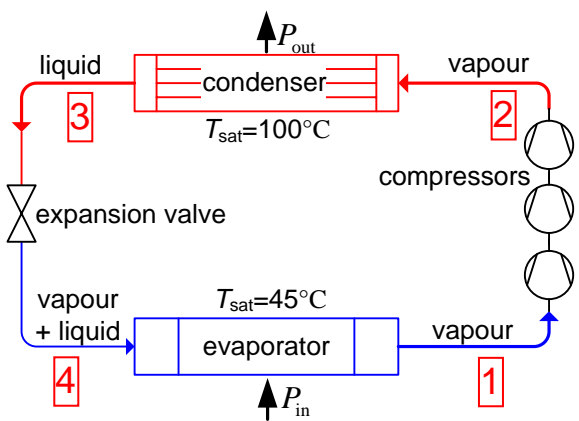 P_out
liquid
condenser
vapour
3
T_sat=100°C
2
compressors
expansion valve
vapour
+ liquid
T_sat=45°C
evaporator
vapour
4
1
P_in